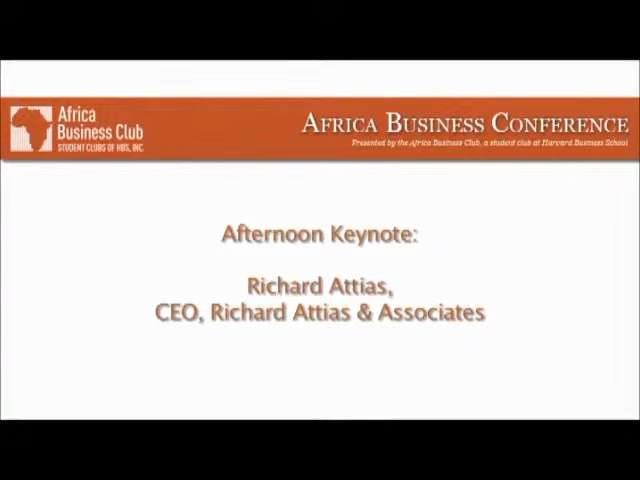 Africa
Business Club
STUDENT CLUBS OF HBS, INC.
AFRICA BUSINESS CONFERENCE
Presented by the Africa Business Club, a student club at Harvard Business School
Afternoon Keynote:
Richard Attias,
CEO, Richard Attias & Associates